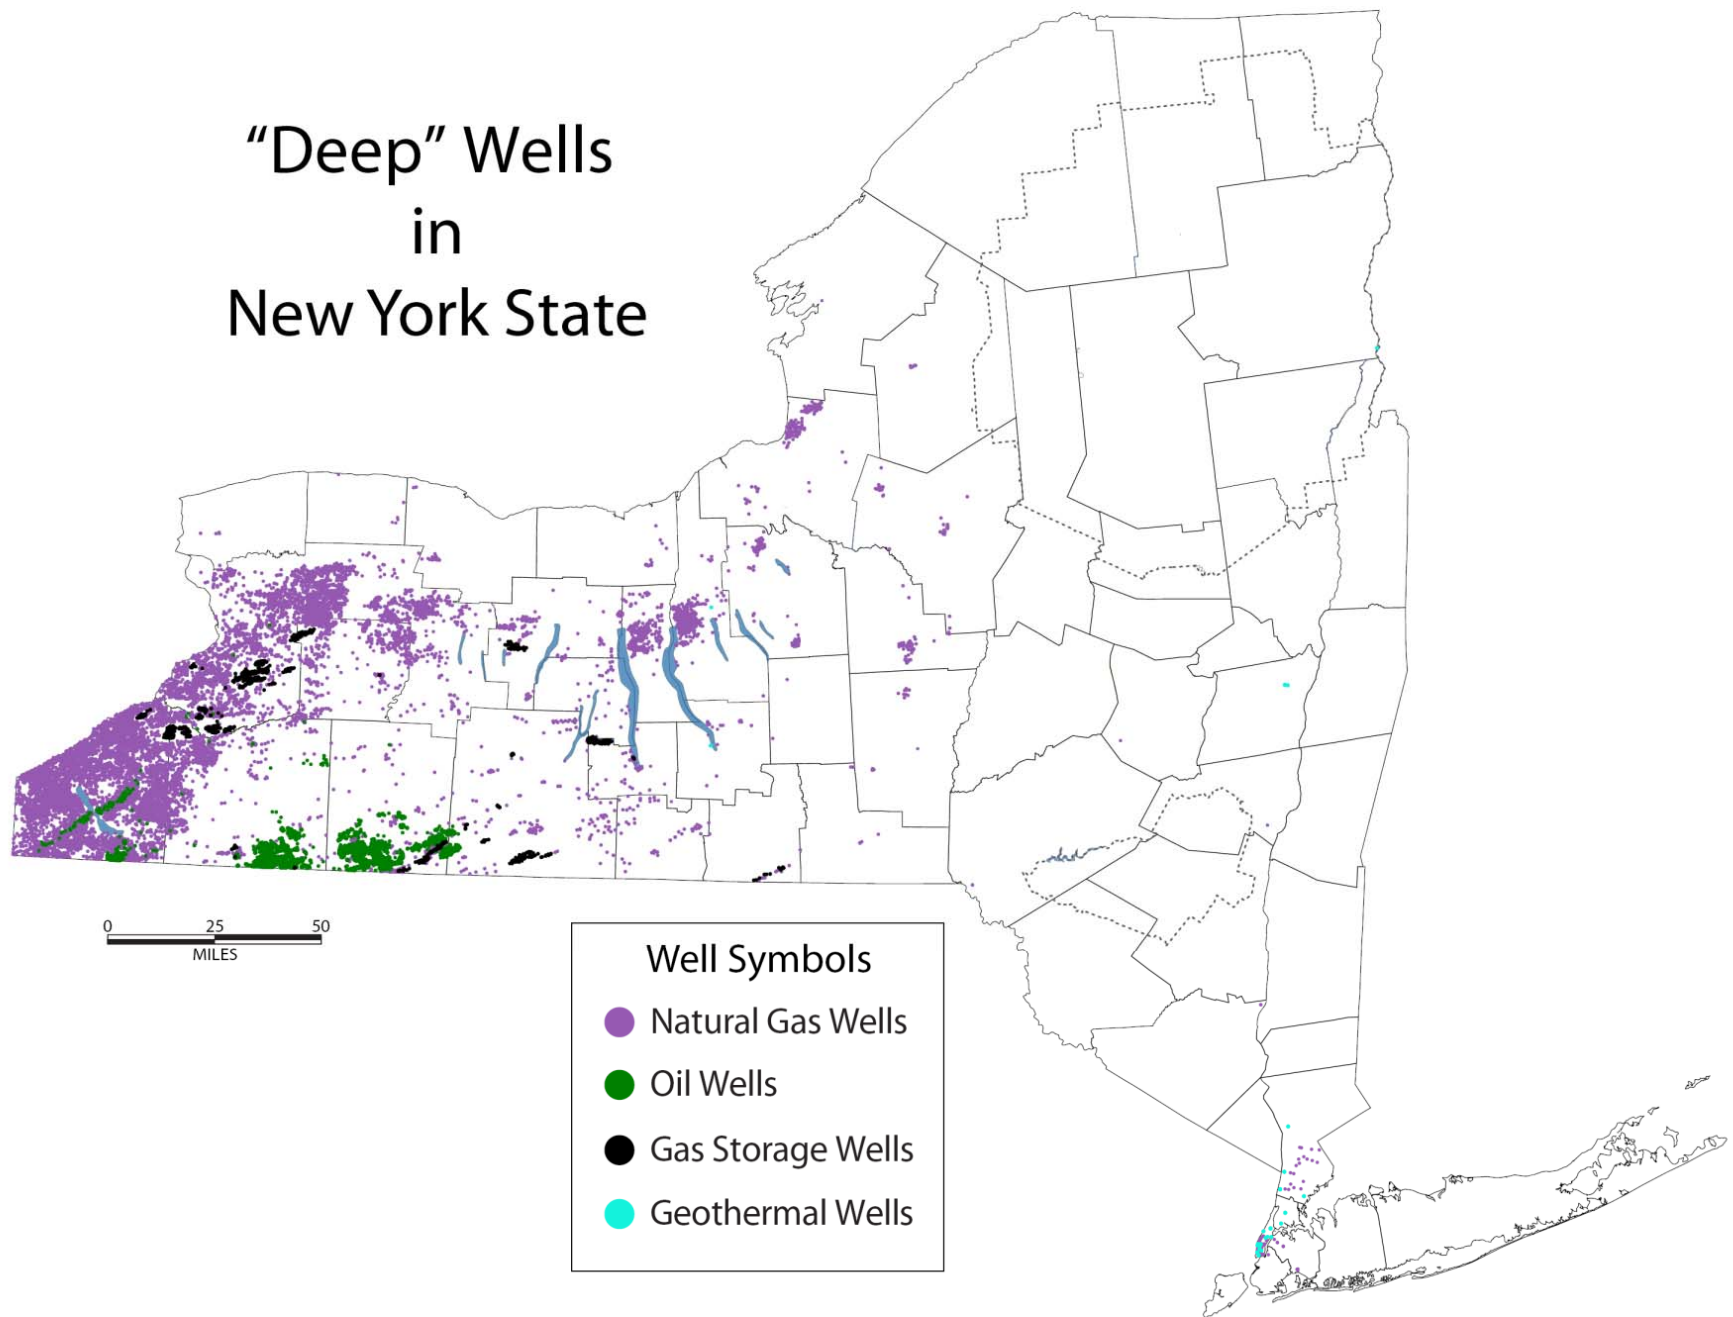 “Deep” Wells
in
New York State
0 25 50
MILES
Well Symbols
Natural Gas Wells
Oil Wells
Gas Storage Wells
Geothermal Wells